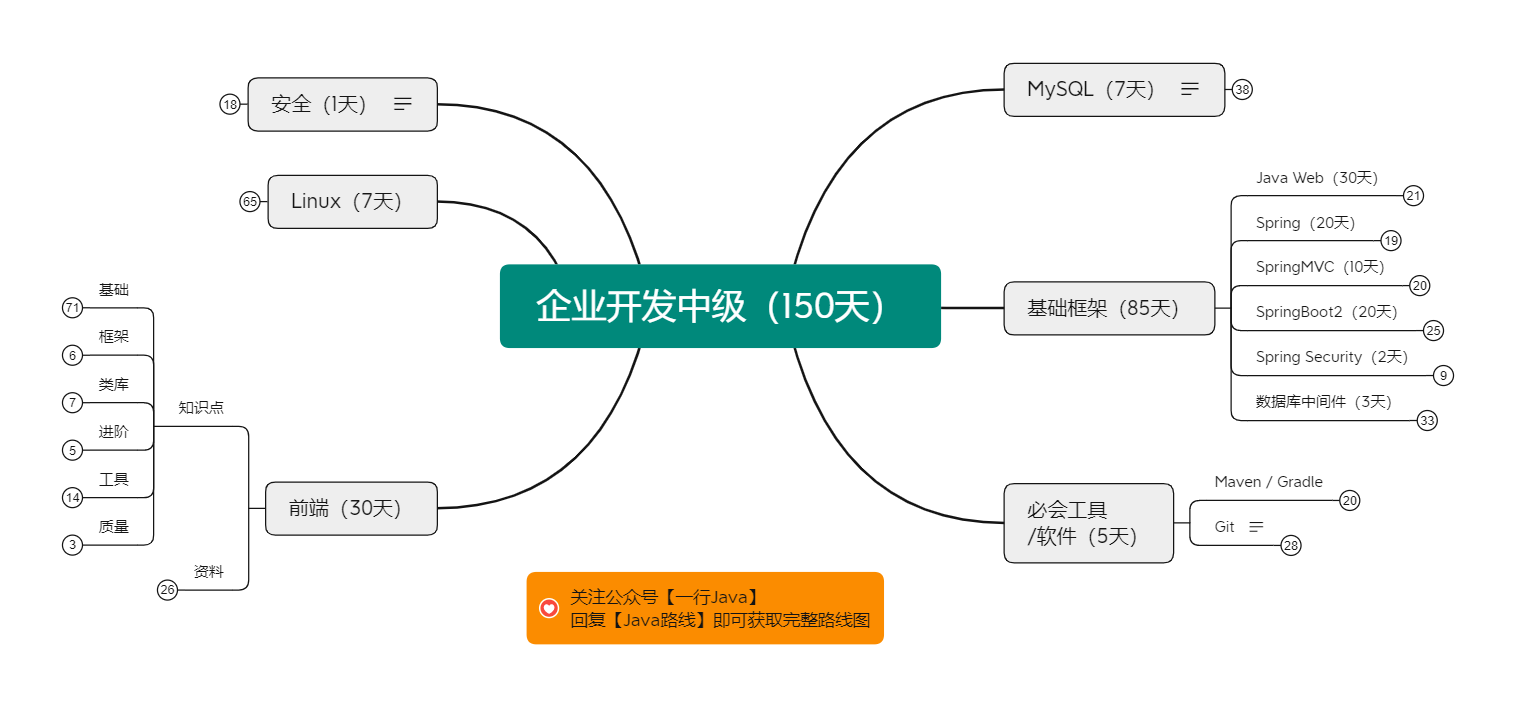 企业开发中级（150天）
MySQL（7天）
38
基础框架（85天）
Java Web（30天）
21
Spring（20天）
19
SpringMVC（10天）
20
SpringBoot2（20天）
25
Spring Security（2天）
9
数据库中间件（3天）
33
必会工具
/软件（5天）
Maven / Gradle
20
Git
28
安全（1天）
18
Linux（7天）
65
前端（30天）
知识点
基础
71
框架
6
类库
7
进阶
5
工具
14
质量
3
资料
26
关注公众号【一行Java】
回复【Java路线】即可获取完整路线图